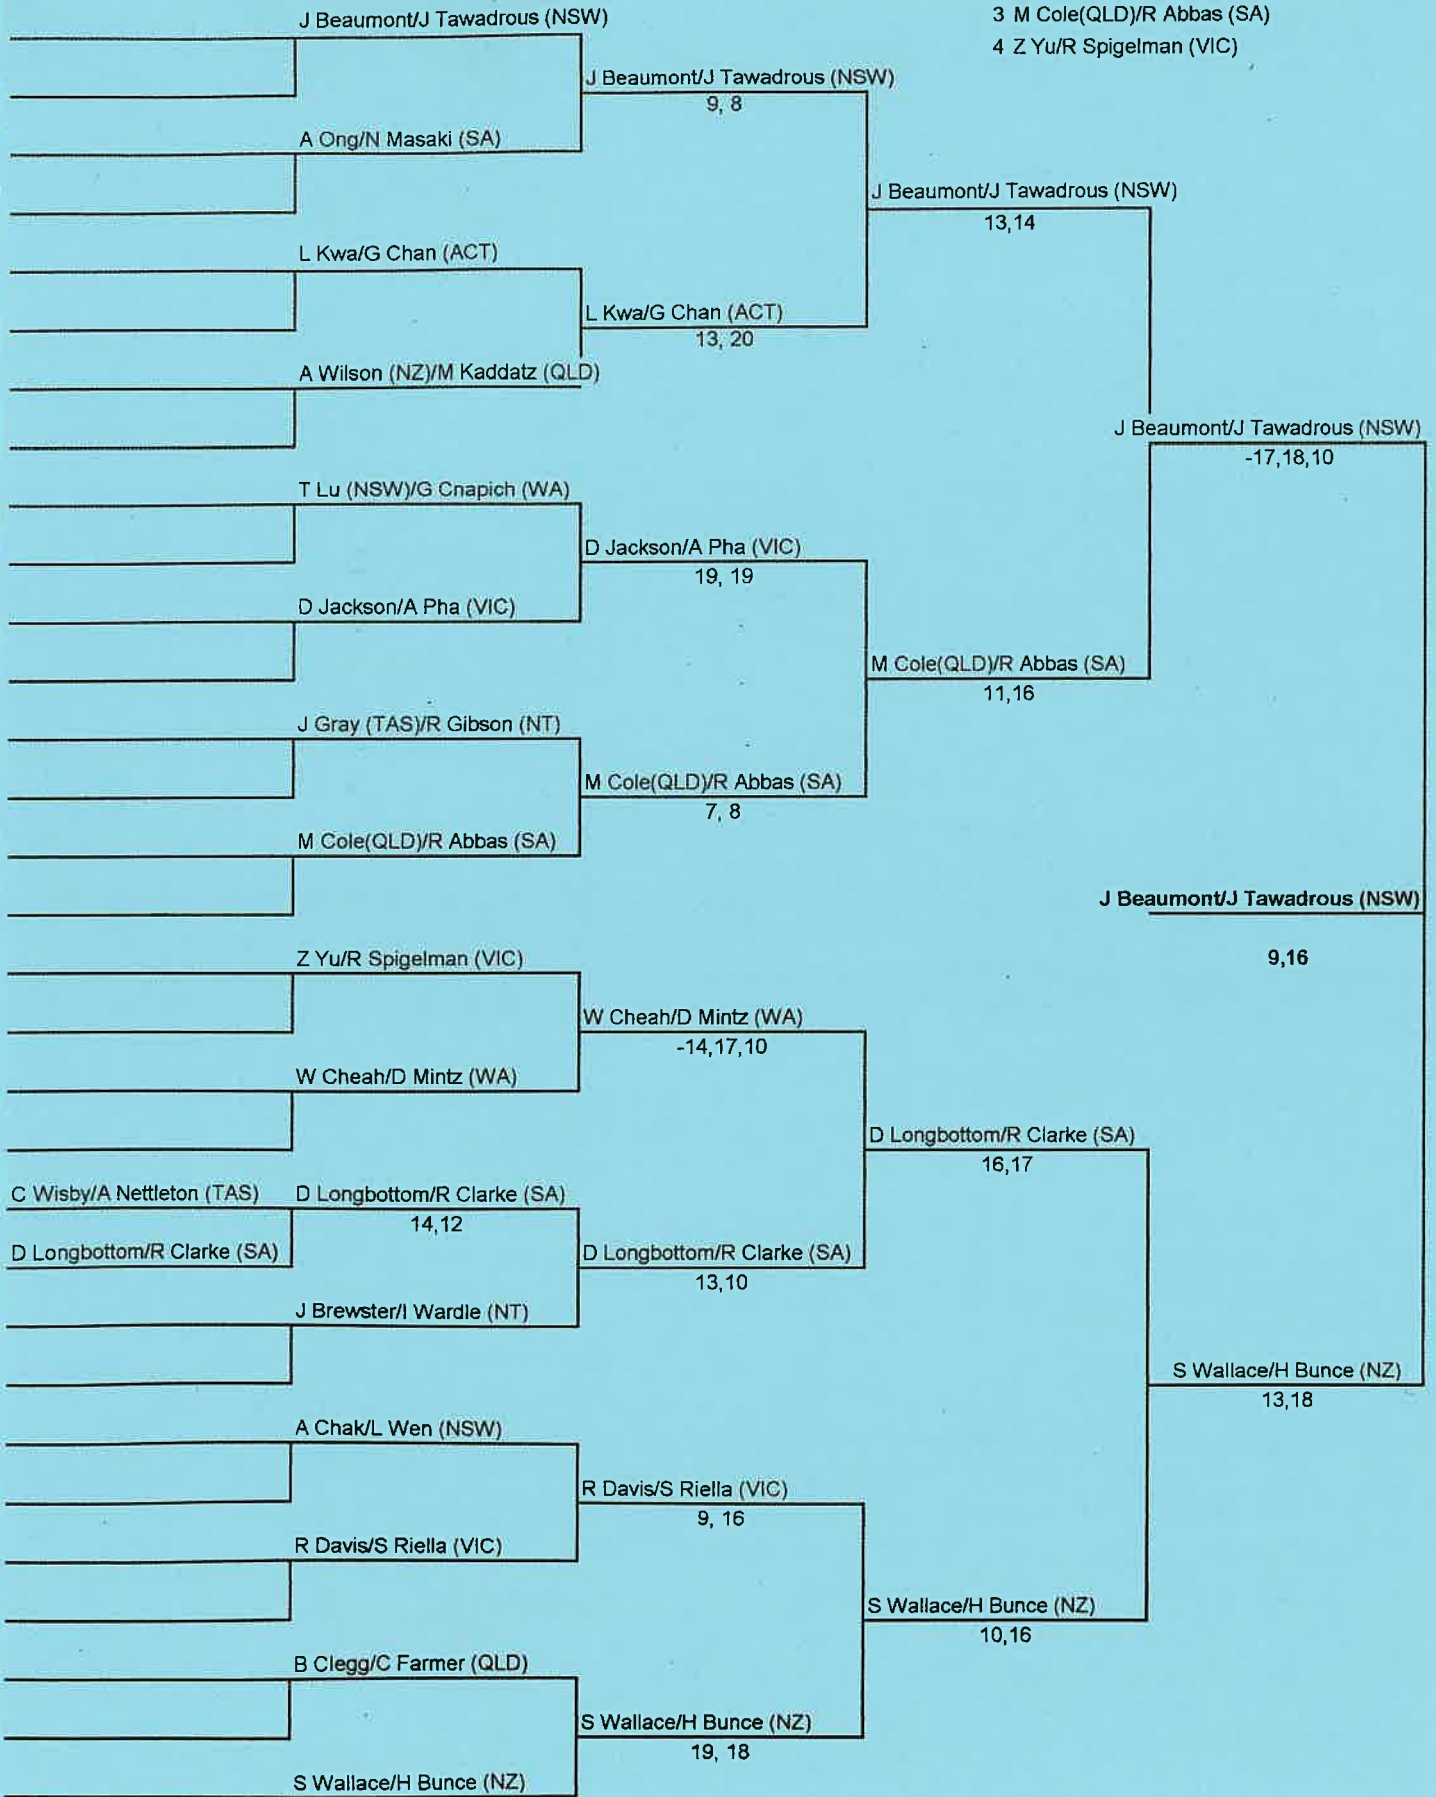 J Beaumont/J Tawadrous (NSW)
3 M Cole(QLD)/R Abbas (SA)
4 Z Yu/R Spigelman (VIC)
J Beaumont/J Tawadrous (NSW)
9, 8
A Ong/N Masaki (SA)
J Beaumont/J Tawadrous (NSW)
13,14
L Kwa/G Chan (ACT)
L Kwa/G Chan (ACT)
13, 20
A Wilson (NZ)/M Kaddatz (QLD)
J Beaumont/J Tawadrous (NSW)
-17,18,10
T Lu (NSW)/G Cnapich (WA)
D Jackson/A Pha (VIC)
19, 19
D Jackson/A Pha (VIC)
M Cole(QLD)/R Abbas (SA)
11,16
J Gray (TAS)/R Gibson (NT)
M Cole(QLD)/R Abbas (SA)
7, 8
M Cole(QLD)/R Abbas (SA)
J Beaumont/J Tawadrous (NSW)
9,16
Z Yu/R Spigelman (VIC)
W Cheah/D Mintz (WA)
-14,17,10
W Cheah/D Mintz (WA)
D Longbottom/R Clarke (SA)
16,17
C Wisby/A Nettleton (TAS)
D Longbottom/R Clarke (SA)
14,12
D Longbottom/R Clarke (SA)
D Longbottom/R Clarke (SA)
13,10
J Brewster/I Wardle (NT)
S Wallace/H Bunce (NZ)
13,18
A Chak/L Wen (NSW)
R Davis/S Riella (VIC)
9, 16
R Davis/S Riella (VIC)
S Wallace/H Bunce (NZ)
10,16
B Clegg/C Farmer (QLD)
S Wallace/H Bunce (NZ)
19, 18
S Wallace/H Bunce (NZ)